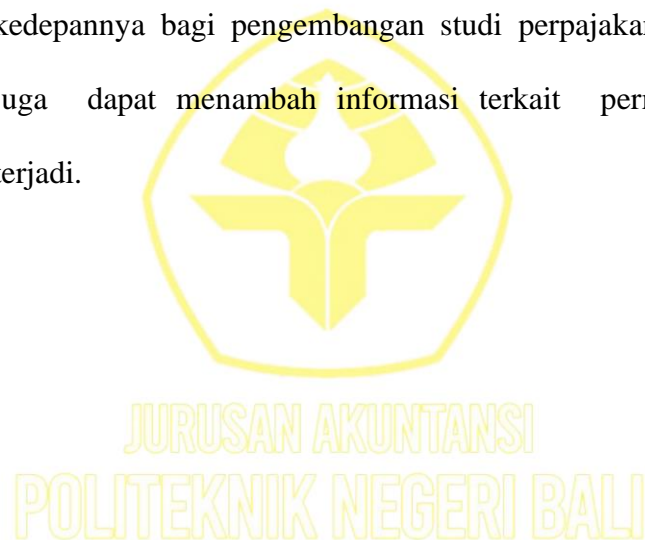 kedepannya bagi pengembangan studi perpajakan
juga dapat menambah informasi terkait
terjadi.
JURUSAN AKUNTANSI
POLITEKNIK NEGERI BALI